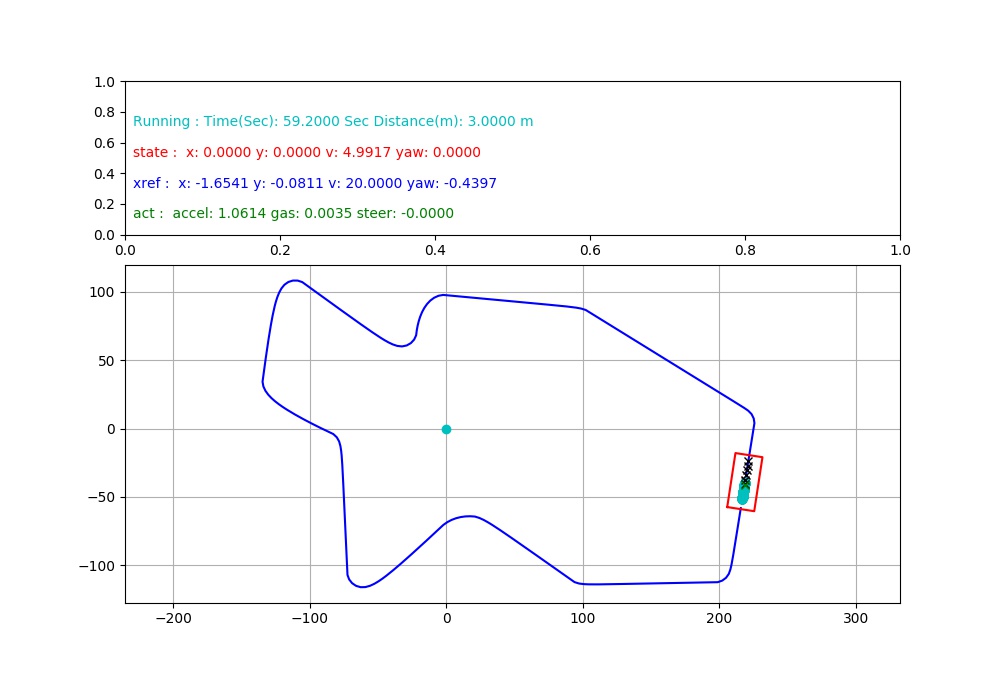 1.0
0.8
0.6
0.4
0.2
0.0
Running : Time(Sec): 59.2000 Sec Distance(m): 3.0000 m
state :  x: 0.0000 y: 0.0000 v: 4.9917 yaw: 0.0000
xref :  x: -1.6541 y: -0.0811 v: 20.0000 yaw: -0.4397
act :  accel: 1.0614 gas: 0.0035 steer: -0.0000
0.0 0.2 0.4 0.6 0.8 1.0
100
50
0
−50
−100
−200 −100 0 100 200 300